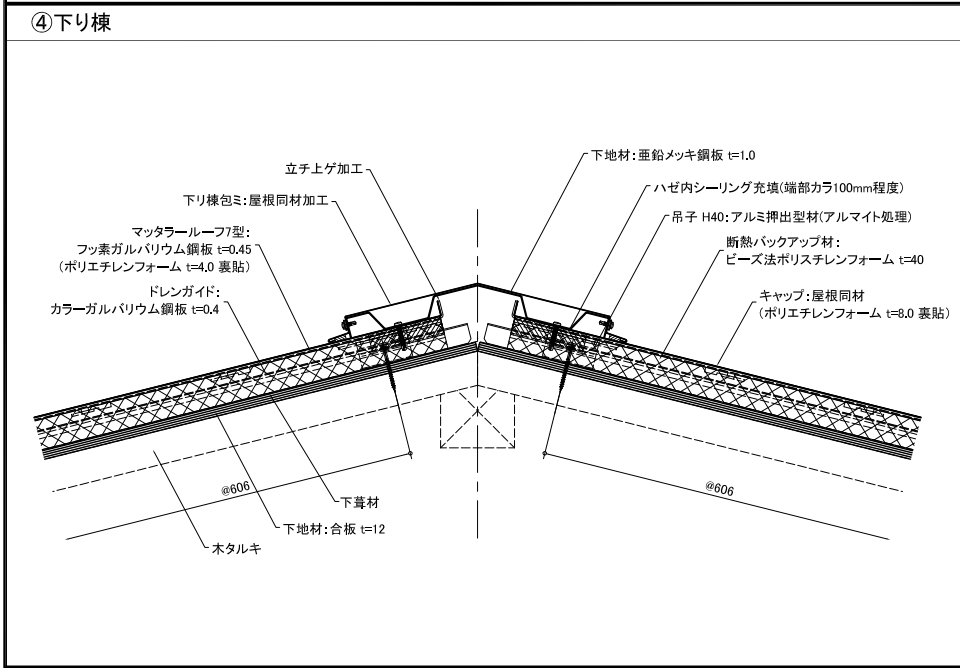 ④下り棟
立チ上ゲ加工
下り棟包ミ:屋根同材加工
マッタラールーフ7型:
フッ素ガルバリウム鋼板 t=0.45
(ポリエチレンフォーム t=4.0 裏貼)
ドレンガイド:
カラーガルバリウム鋼板 t=0.4
下地材:亜鉛メッキ鋼板 t=1.0
ハゼ内シーリング充填(端部カラ100mm程度)
吊子 H40:アルミ押出型材(アルマイト処理)
断熱バックアップ材:
ビーズ法ポリスチレンフォーム t=40
キャップ:屋根同材
(ポリエチレンフォーム t=8.0 裏貼)
@606
@606
下葺材
下地材:合板 t=12
木タルキ